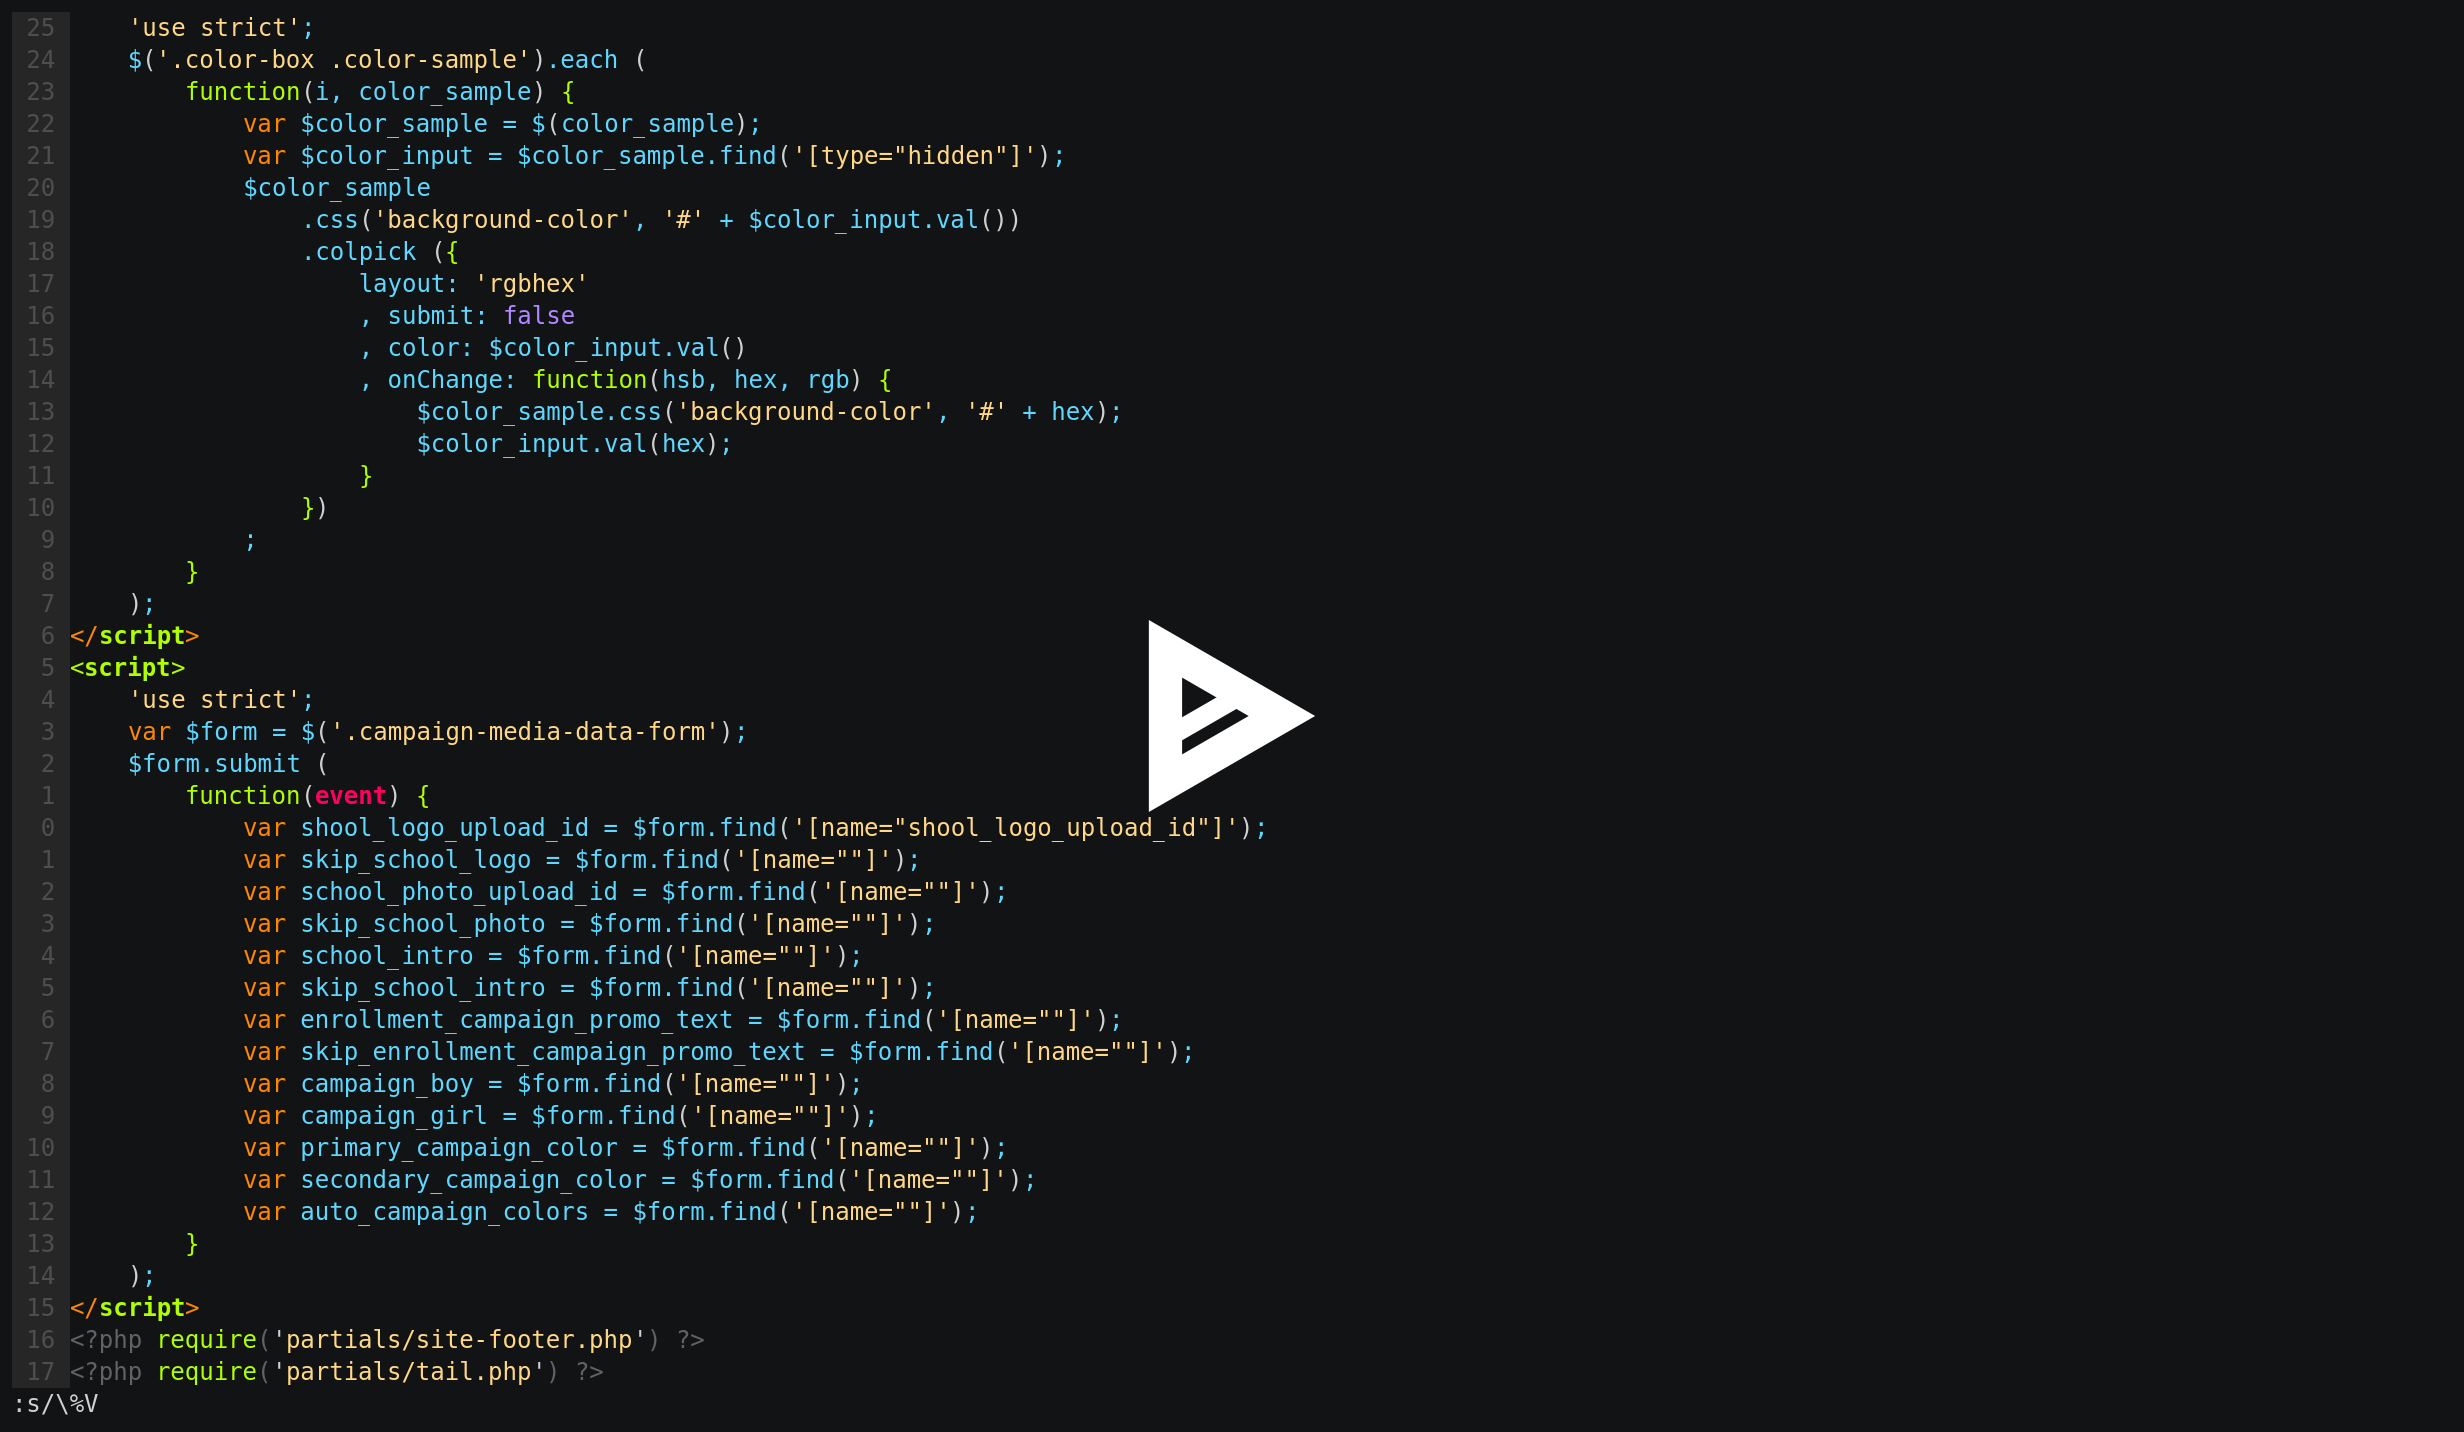 25     'use strict';
24     $('.color-box .color-sample').each (
23         function(i, color_sample) {
22             var $color_sample = $(color_sample);
21             var $color_input = $color_sample.find('[type="hidden"]');
20             $color_sample
19                 .css('background-color', '#' + $color_input.val())
18                 .colpick ({
17                     layout: 'rgbhex'
16                     , submit: false
15                     , color: $color_input.val()
14                     , onChange: function(hsb, hex, rgb) {
13                         $color_sample.css('background-color', '#' + hex);
12                         $color_input.val(hex);
11                     }
10                 })
9             ;
8         }
7     );
6 </script>
5 <script>
4     'use strict';
3     var $form = $('.campaign-media-data-form');
2     $form.submit (
1         function(event) {
0             var shool_logo_upload_id = $form.find('[name="shool_logo_upload_id"]');
1             var skip_school_logo = $form.find('[name=""]');
2             var school_photo_upload_id = $form.find('[name=""]');
3             var skip_school_photo = $form.find('[name=""]');
4             var school_intro = $form.find('[name=""]');
5             var skip_school_intro = $form.find('[name=""]');
6             var enrollment_campaign_promo_text = $form.find('[name=""]');
7             var skip_enrollment_campaign_promo_text = $form.find('[name=""]');
8             var campaign_boy = $form.find('[name=""]');
9             var campaign_girl = $form.find('[name=""]');
10             var primary_campaign_color = $form.find('[name=""]');
11             var secondary_campaign_color = $form.find('[name=""]');
12             var auto_campaign_colors = $form.find('[name=""]');
13         }
14     );
15 </script>
16 <?php require('partials/site-footer.php') ?>
17 <?php require('partials/tail.php') ?>
:s/\%V